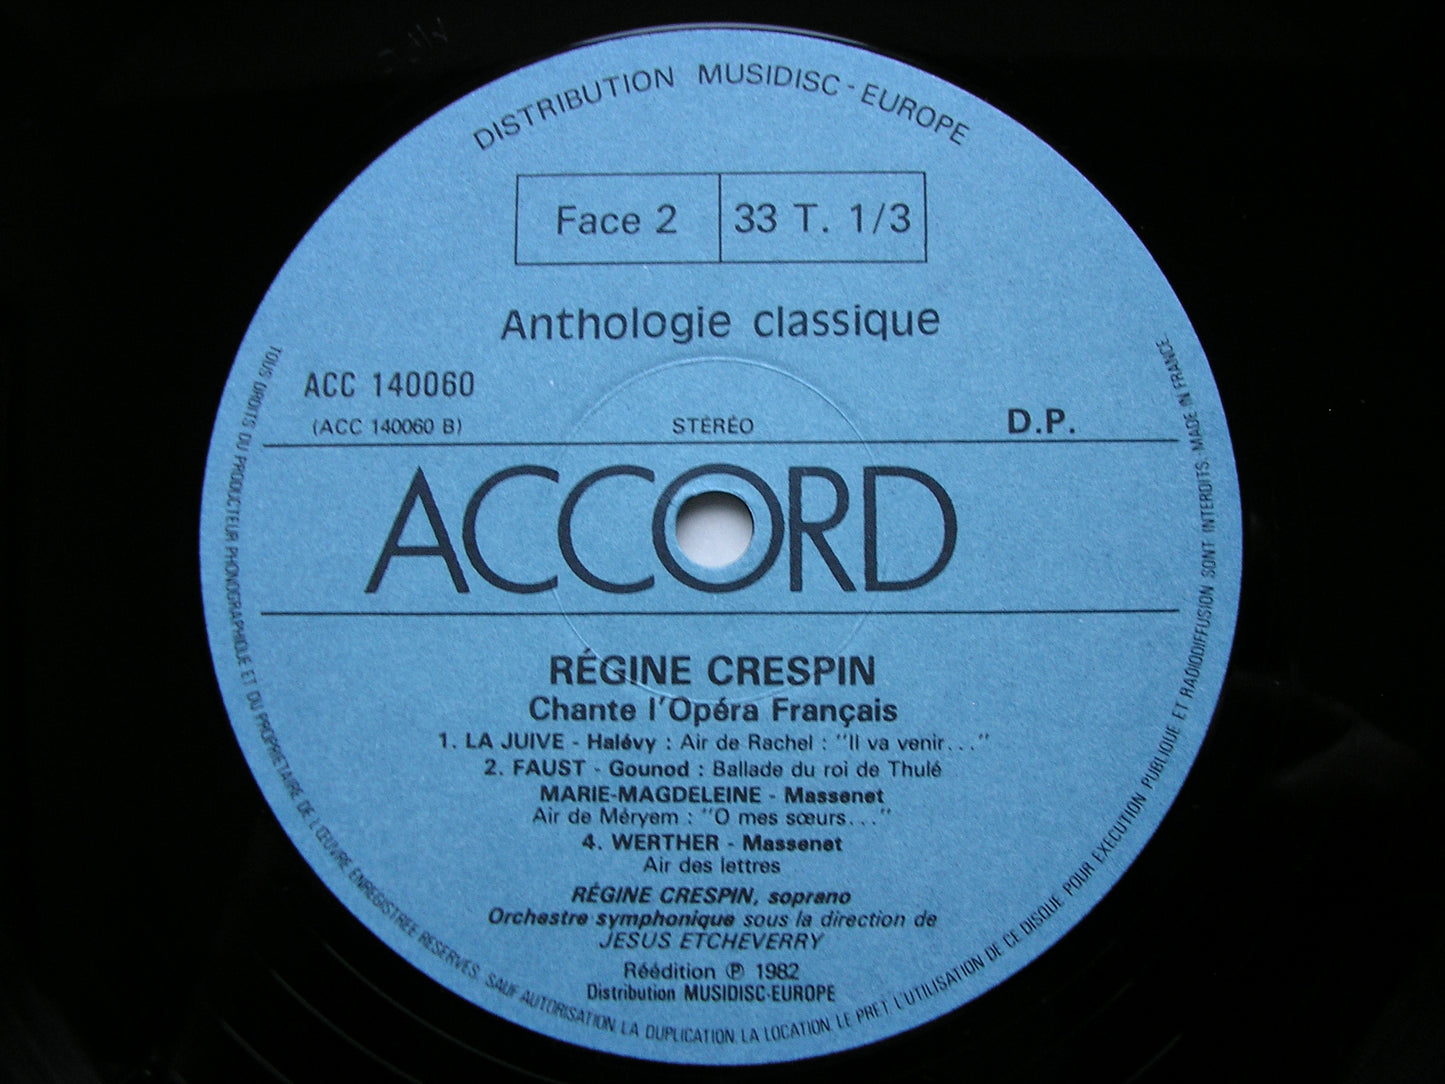 DISTRIBUTION MUSIDISC - EUROPE
Face 2
33 T. 1/3
Anthologie classique
ACC 140060
(ACC 140060 B)
STÉRÉO
D.P.
ACCORD
RÉGINE CRESPIN
Chante l'Opéra Français
1. LA JUIVE - Halévy : Air de Rachel : "Il va venir..."
2. FAUST - Gounod : Ballade du roi de Thulé
MARIE-MAGDELEINE - Massenet
Air de Méryem : "O mes sœurs..."
4. WERTHER - Massenet
Air des lettres
RÉGINE CRESPIN, soprano
Orchestre symphonique sous la direction de
JESUS ETCHEVERRY
Réédition ℗ 1982
Distribution MUSIDISC-EUROPE
TOUS DROITS DU PRODUCTEUR PHONOGRAPHIQUE ET DU PROPRIETAIRE DE L'ŒUVRE ENREGISTREE RESERVES. SAUF AUTORISATION, LA DUPLICATION, LA LOCATION, LE PRET, L'UTILISATION DE CE DISQUE POUR EXECUTION PUBLIQUE ET RADIODIFFUSION SONT INTERDITS. MADE IN FRANCE.